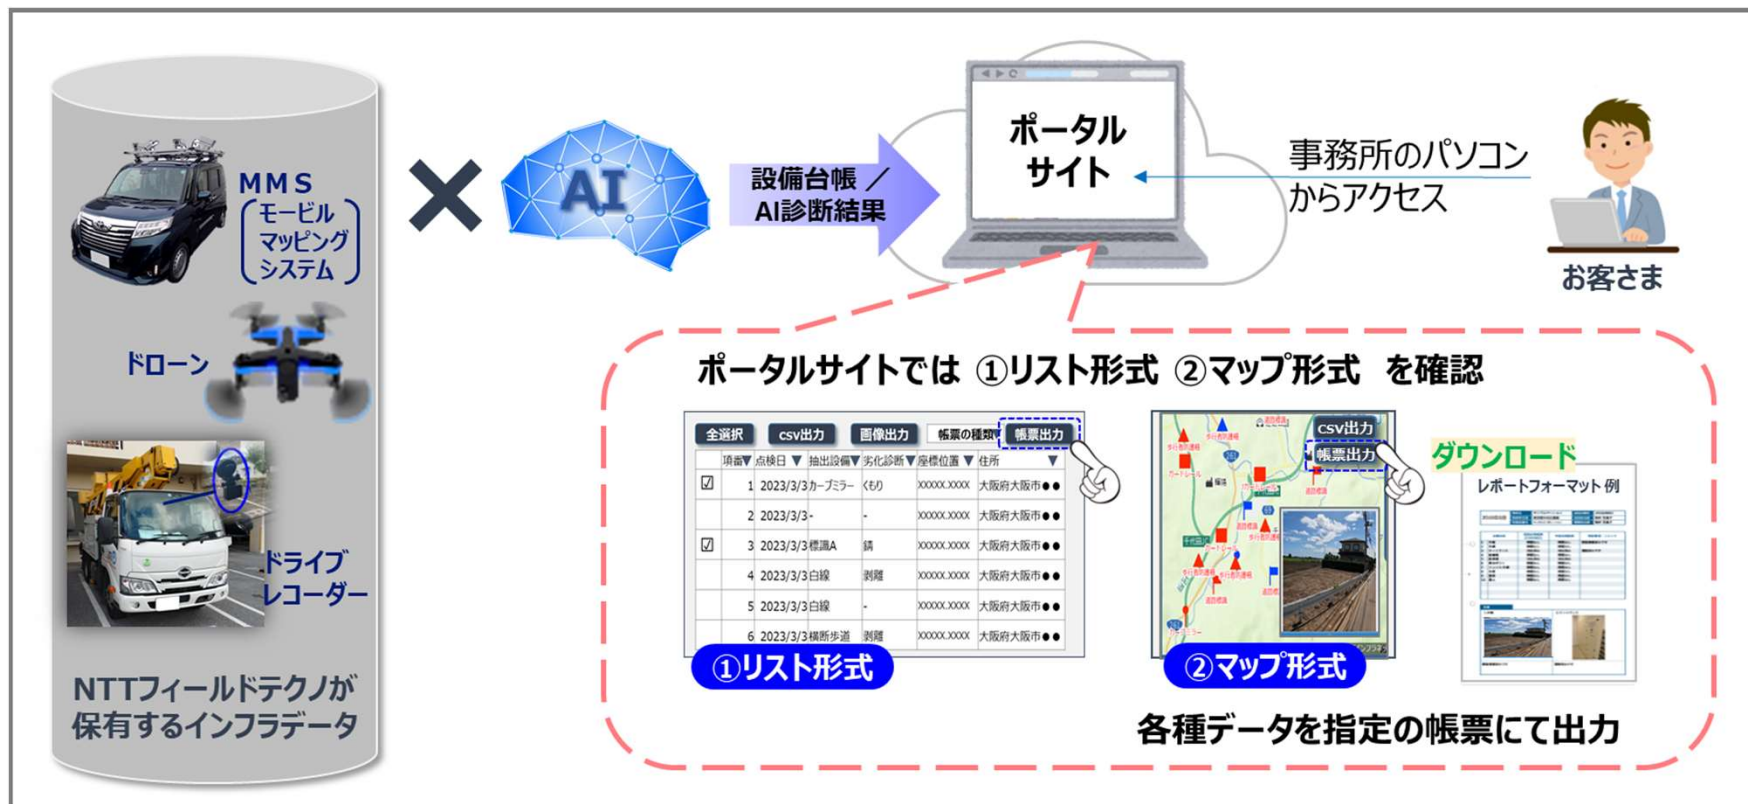 MMS
モービル
マッピング
システム
ドローン
ドライブ
レコーダー
NTTフィールドテクノが
保有するインフラデータ
AI
設備台帳 ／
AI診断結果
ポータル
サイト
事務所のパソコン
からアクセス
お客さま
ポータルサイトでは ①リスト形式 ②マップ形式 を確認
全選択 csv出力 画像出力 帳票の種類 帳票出力
項番▼ 点検日▼ 抽出設備▼ 劣化診断▼ 座標位置▼ 住所▼
☑ 1 2023/3/3 カーブミラー くもり XXXXX.XXXX 大阪府大阪市●●
2 2023/3/3 - - XXXXX.XXXX 大阪府大阪市●●
☑ 3 2023/3/3 標識A 錆 XXXXX.XXXX 大阪府大阪市●●
4 2023/3/3 白線 剥離 XXXXX.XXXX 大阪府大阪市●●
5 2023/3/3 白線 - XXXXX.XXXX 大阪府大阪市●●
6 2023/3/3 横断歩道 剥離 XXXXX.XXXX 大阪府大阪市●●
①リスト形式
csv出力
帳票出力
②マップ形式
ダウンロード
レポートフォーマット 例
各種データを指定の帳票にて出力